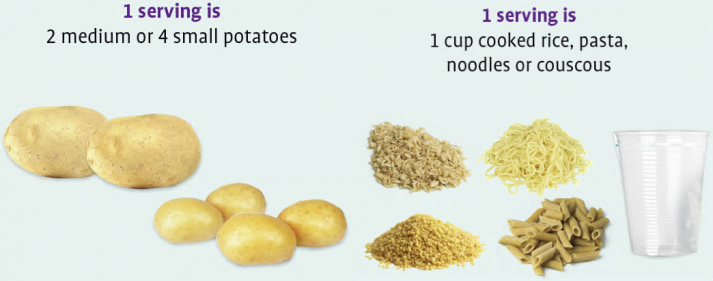 1 serving is
2 medium or 4 small potatoes
1 serving is
1 cup cooked rice, pasta,
noodles or couscous